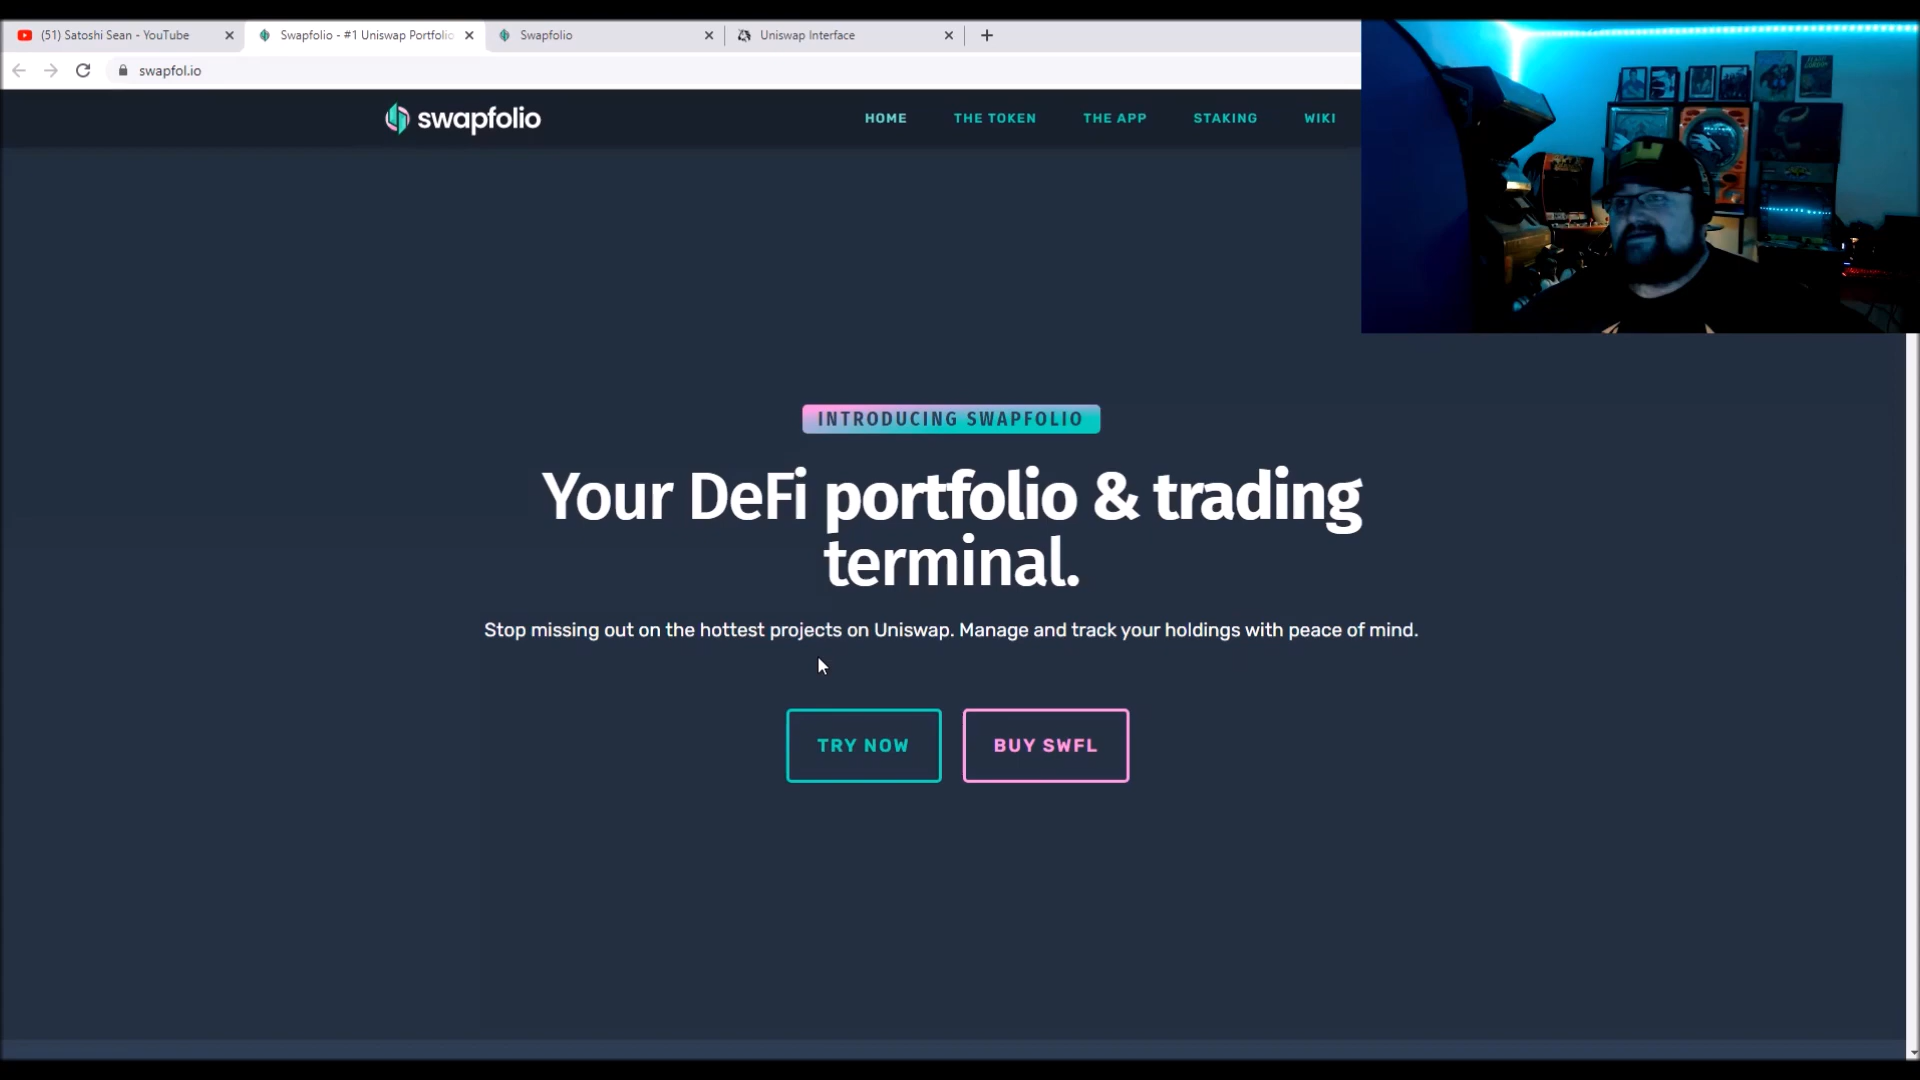 (51) Satoshi Sean - YouTube
Swapfolio - #1 Uniswap Portfolio
Swapfolio
Uniswap Interface
swapfol.io
swapfolio
HOME
THE TOKEN
THE APP
STAKING
WIKI
INTRODUCING SWAPFOLIO
Your DeFi portfolio & trading
terminal.
Stop missing out on the hottest projects on Uniswap. Manage and track your holdings with peace of mind.
TRY NOW
BUY SWFL